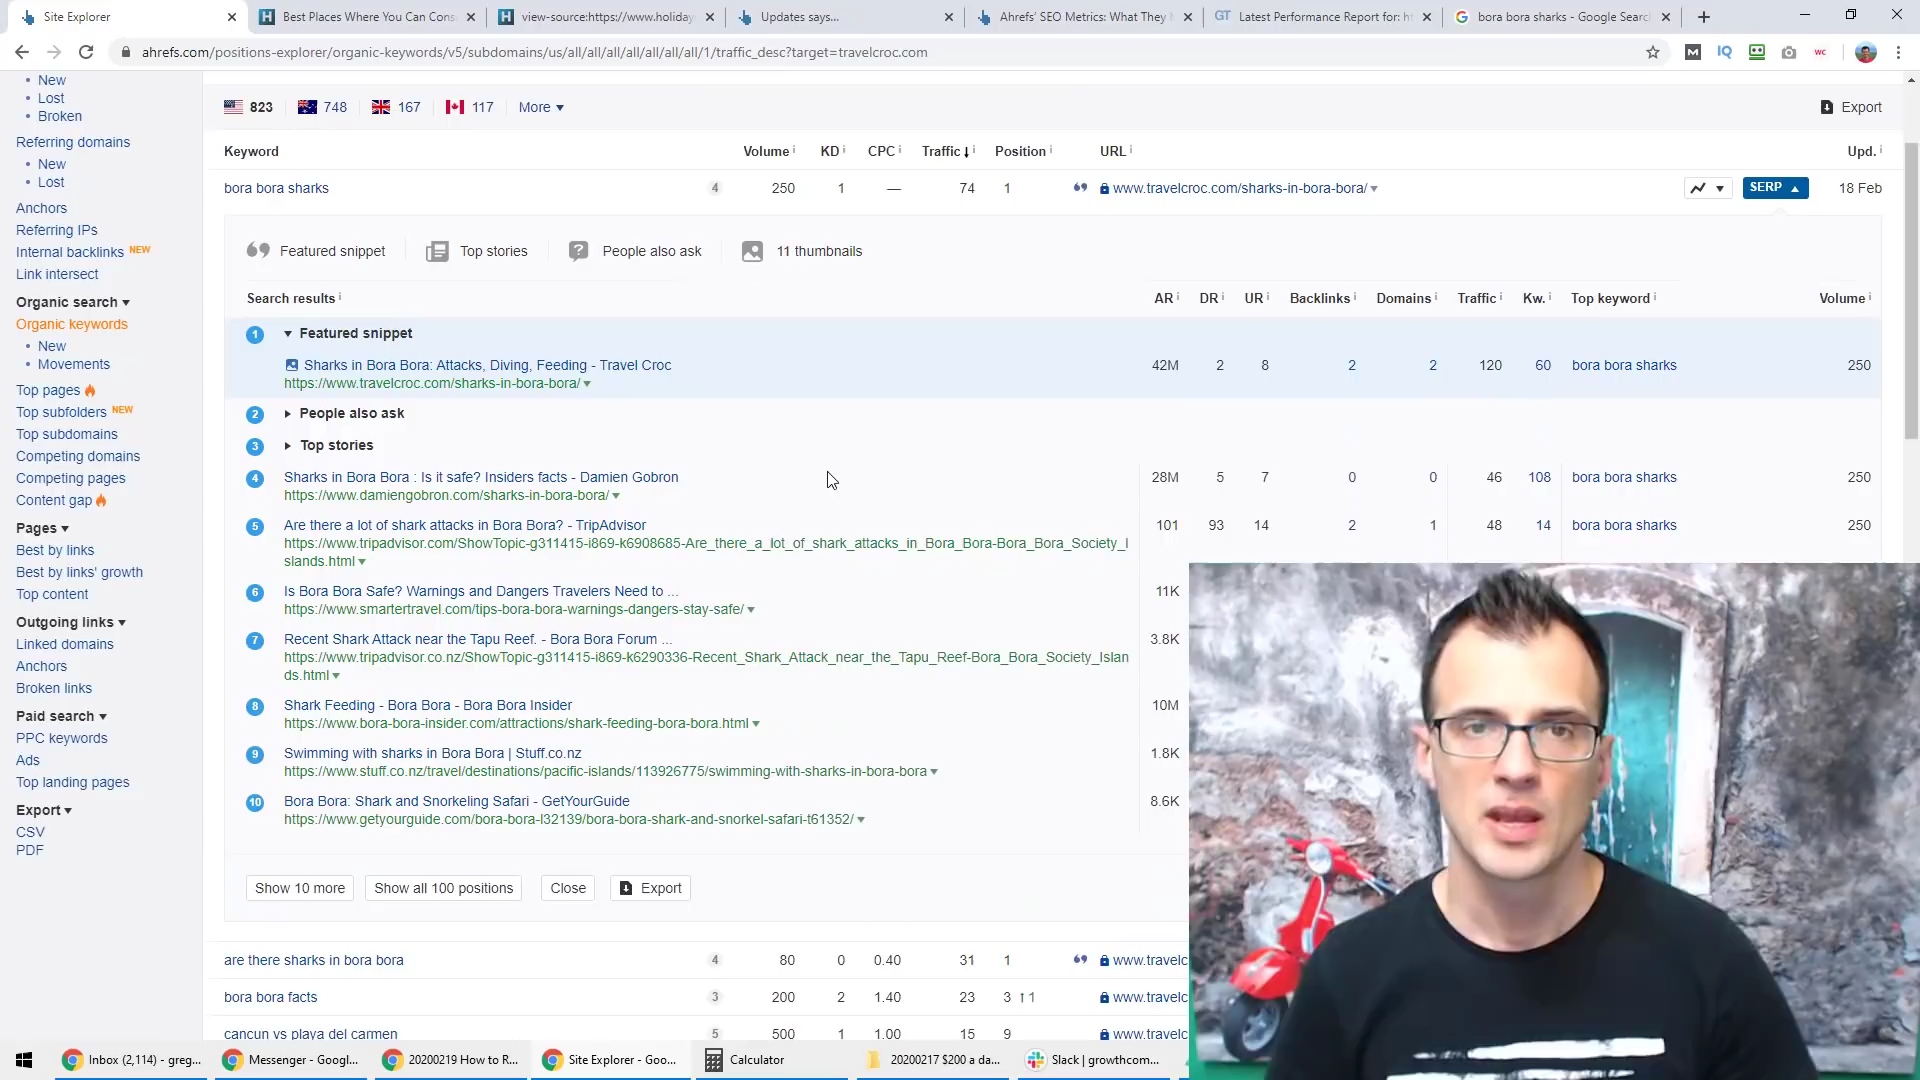 Site Explorer
Best Places Where You Can Cons
view-source:https://www.holiday
Updates says...
Ahrefs' SEO Metrics: What They
GT Latest Performance Report for: ht
bora bora sharks - Google Searc
ahrefs.com/positions-explorer/organic-keywords/v5/subdomains/us/all/all/all/all/all/all/all/1/traffic_desc?target=travelcroc.com
New
Lost
Broken
Referring domains
New
Lost
Anchors
Referring IPs
Internal backlinks NEW
Link intersect
Organic search
Organic keywords
New
Movements
Top pages
Top subfolders NEW
Top subdomains
Competing domains
Competing pages
Content gap
Pages
Best by links
Best by links' growth
Top content
Outgoing links
Linked domains
Anchors
Broken links
Paid search
PPC keywords
Ads
Top landing pages
Export
CSV
PDF
823 748 167 117 More Export
Keyword Volume KD CPC Traffic Position URL Upd.
bora bora sharks 4 250 1 — 74 1 www.travelcroc.com/sharks-in-bora-bora/ SERP 18 Feb
Featured snippet Top stories People also ask 11 thumbnails
Search results AR DR UR Backlinks Domains Traffic Kw. Top keyword Volume
1 Featured snippet
Sharks in Bora Bora: Attacks, Diving, Feeding - Travel Croc 42M 2 8 2 2 120 60 bora bora sharks 250
https://www.travelcroc.com/sharks-in-bora-bora/
2 People also ask
3 Top stories
4 Sharks in Bora Bora : Is it safe? Insiders facts - Damien Gobron 28M 5 7 0 0 46 108 bora bora sharks 250
https://www.damiengobron.com/sharks-in-bora-bora/
5 Are there a lot of shark attacks in Bora Bora? - TripAdvisor 101 93 14 2 1 48 14 bora bora sharks 250
https://www.tripadvisor.com/ShowTopic-g311415-i869-k6908685-Are_there_a_lot_of_shark_attacks_in_Bora_Bora-Bora_Bora_Society_I
slands.html
6 Is Bora Bora Safe? Warnings and Dangers Travelers Need to ... 11K
https://www.smartertravel.com/tips-bora-bora-warnings-dangers-stay-safe/
7 Recent Shark Attack near the Tapu Reef. - Bora Bora Forum ... 3.8K
https://www.tripadvisor.co.nz/ShowTopic-g311415-i869-k6290336-Recent_Shark_Attack_near_the_Tapu_Reef-Bora_Bora_Society_Islan
ds.html
8 Shark Feeding - Bora Bora - Bora Bora Insider 10M
https://www.bora-bora-insider.com/attractions/shark-feeding-bora-bora.html
9 Swimming with sharks in Bora Bora | Stuff.co.nz 1.8K
https://www.stuff.co.nz/travel/destinations/pacific-islands/113926775/swimming-with-sharks-in-bora-bora
10 Bora Bora: Shark and Snorkeling Safari - GetYourGuide 8.6K
https://www.getyourguide.com/bora-bora-l32139/bora-bora-shark-and-snorkel-safari-t61352/
Show 10 more Show all 100 positions Close Export
are there sharks in bora bora 4 80 0 0.40 31 1 www.travelc
bora bora facts 3 200 2 1.40 23 3 ↑1 www.travelc
cancun vs playa del carmen 5 500 1 1.00 15 9 www.travelc
Inbox (2,114) - greg...
Messenger - Googl...
20200219 How to R...
Site Explorer - Goo...
Calculator
20200217 $200 a da...
Slack | growthcom...